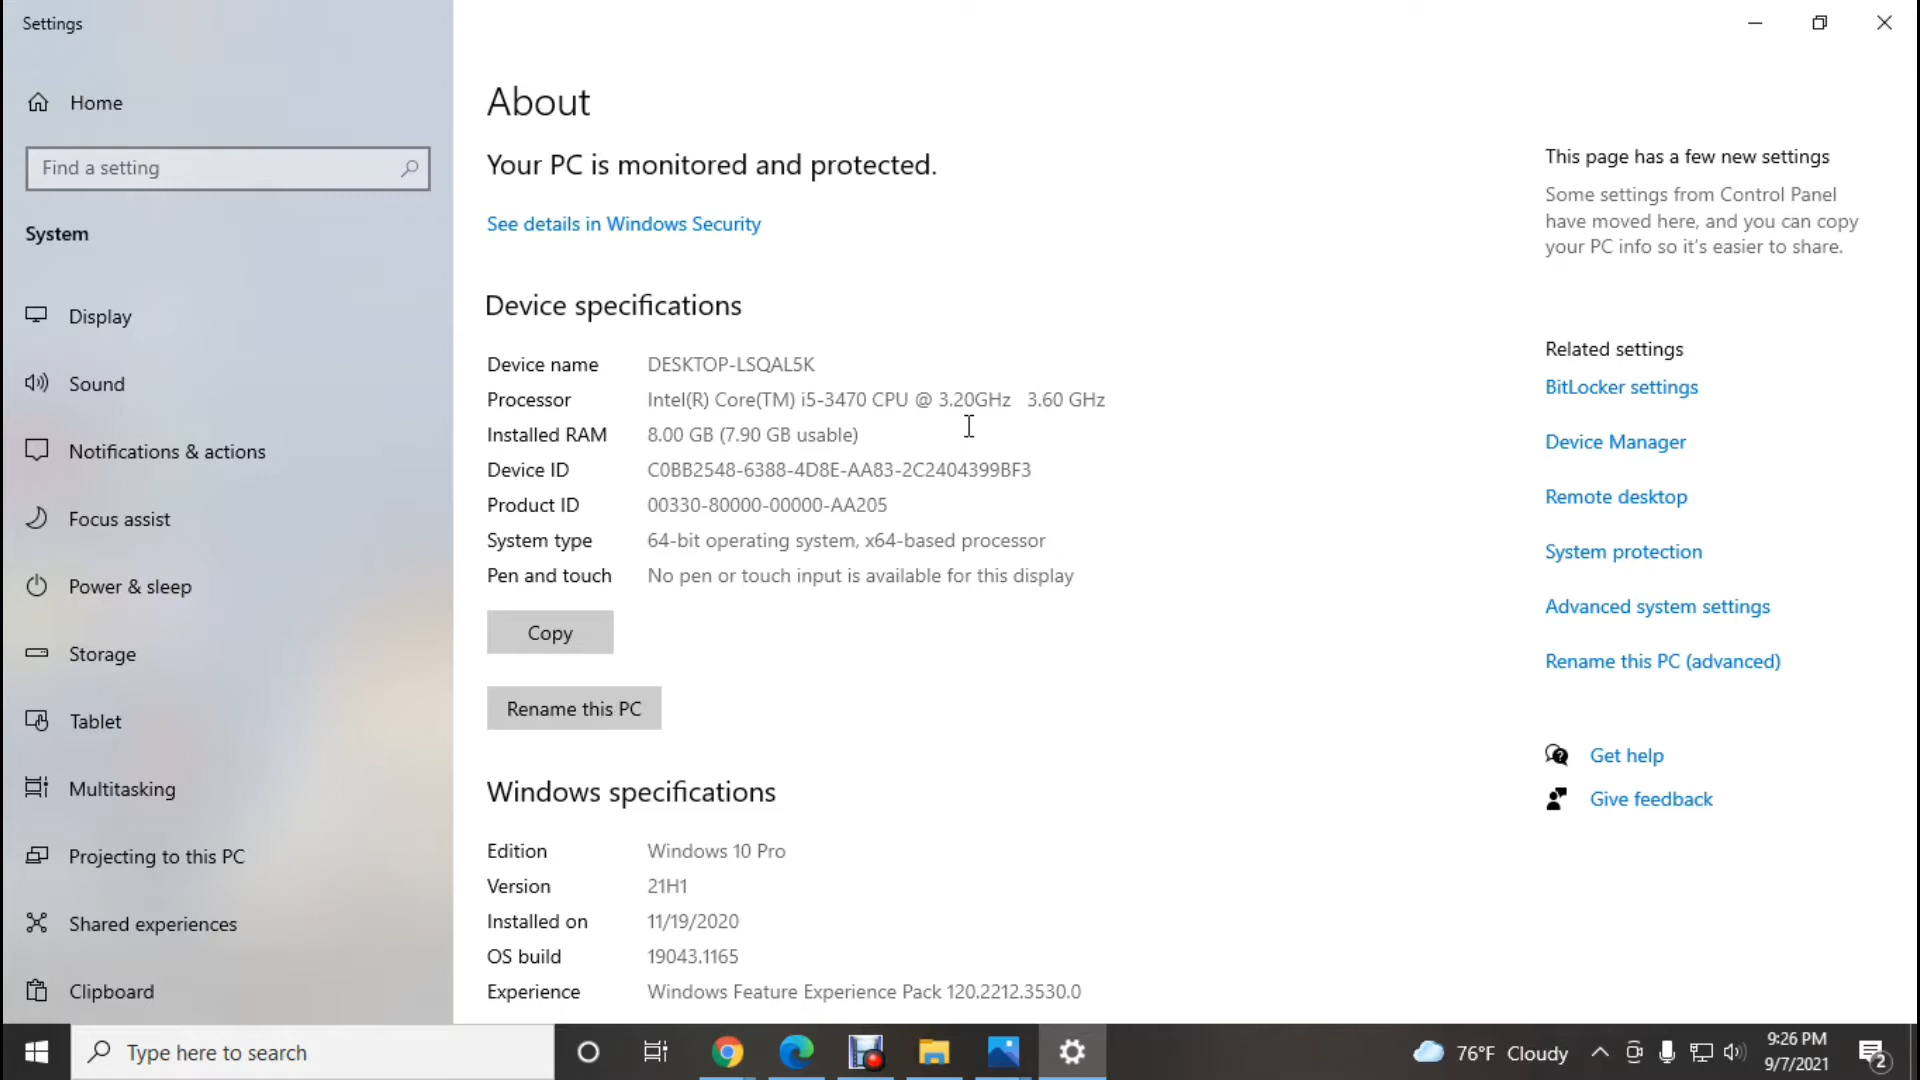 Settings
Home
Find a setting
System
Display
Sound
Notifications & actions
Focus assist
Power & sleep
Storage
Tablet
Multitasking
Projecting to this PC
Shared experiences
Clipboard
About
Your PC is monitored and protected.
See details in Windows Security
Device specifications
Device name DESKTOP-LSQAL5K
Processor Intel(R) Core(TM) i5-3470 CPU @ 3.20GHz 3.60 GHz
Installed RAM 8.00 GB (7.90 GB usable)
Device ID C0BB2548-6388-4D8E-AA83-2C2404399BF3
Product ID 00330-80000-00000-AA205
System type 64-bit operating system, x64-based processor
Pen and touch No pen or touch input is available for this display
Copy
Rename this PC
Windows specifications
Edition Windows 10 Pro
Version 21H1
Installed on 11/19/2020
OS build 19043.1165
Experience Windows Feature Experience Pack 120.2212.3530.0
This page has a few new settings
Some settings from Control Panel
have moved here, and you can copy
your PC info so it's easier to share.
Related settings
BitLocker settings
Device Manager
Remote desktop
System protection
Advanced system settings
Rename this PC (advanced)
Get help
Give feedback
Type here to search
76°F Cloudy
9:26 PM
9/7/2021
2